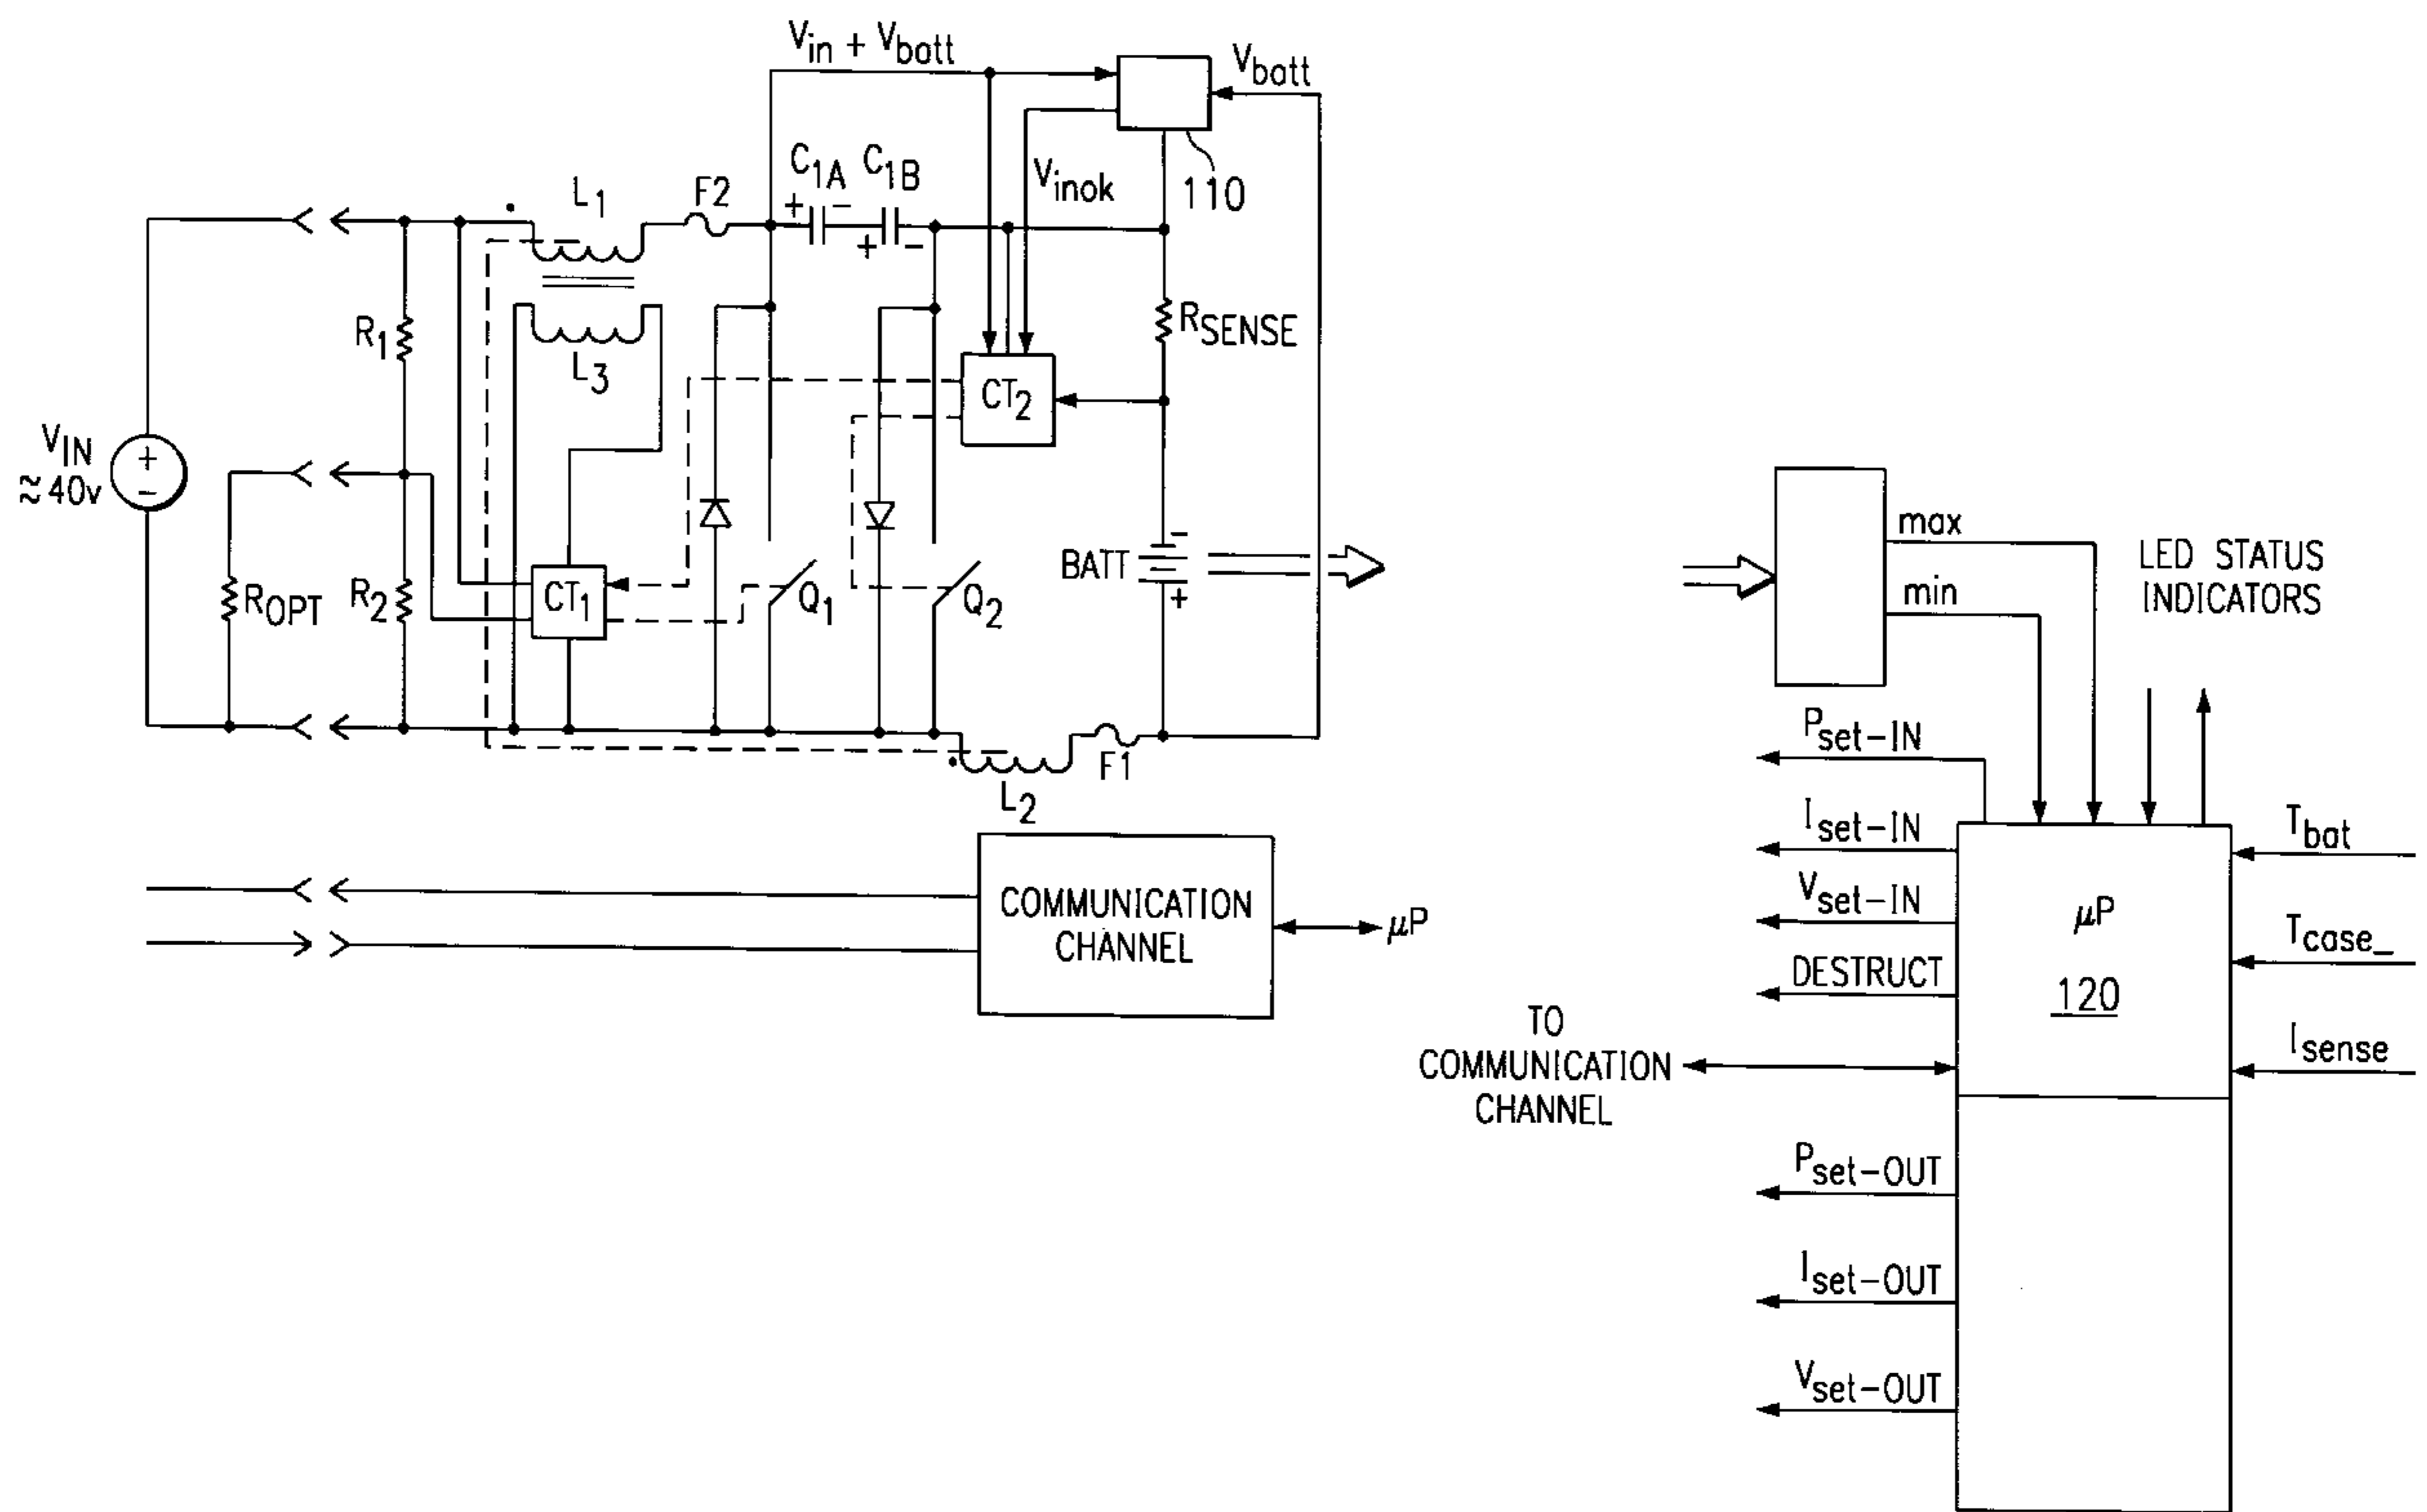 V_in + V_batt
V_batt
C_1A C_1B
+ - + -
V_inok
110
L_1
F2
R_1
L_3
R_SENSE
CT_2
V_IN
≈ 40v
+
-
R_OPT
R_2
CT_1
Q_1
Q_2
BATT
-
+
F1
L_2
COMMUNICATION
CHANNEL
μP
max
min
LED STATUS
INDICATORS
P_set-IN
I_set-IN
V_set-IN
DESTRUCT
TO
COMMUNICATION
CHANNEL
P_set-OUT
I_set-OUT
V_set-OUT
μP
120
T_bat
T_case_
I_sense